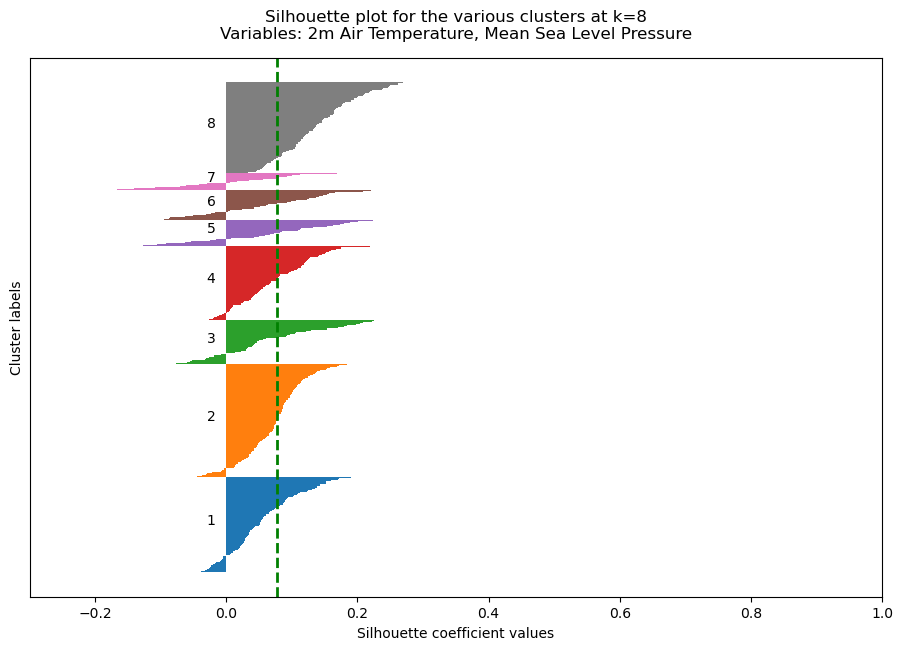 Silhouette plot for the various clusters at k=8
Variables: 2m Air Temperature, Mean Sea Level Pressure
Cluster labels
8
7
6
5
4
3
2
1
−0.2 0.0 0.2 0.4 0.6 0.8 1.0
Silhouette coefficient values